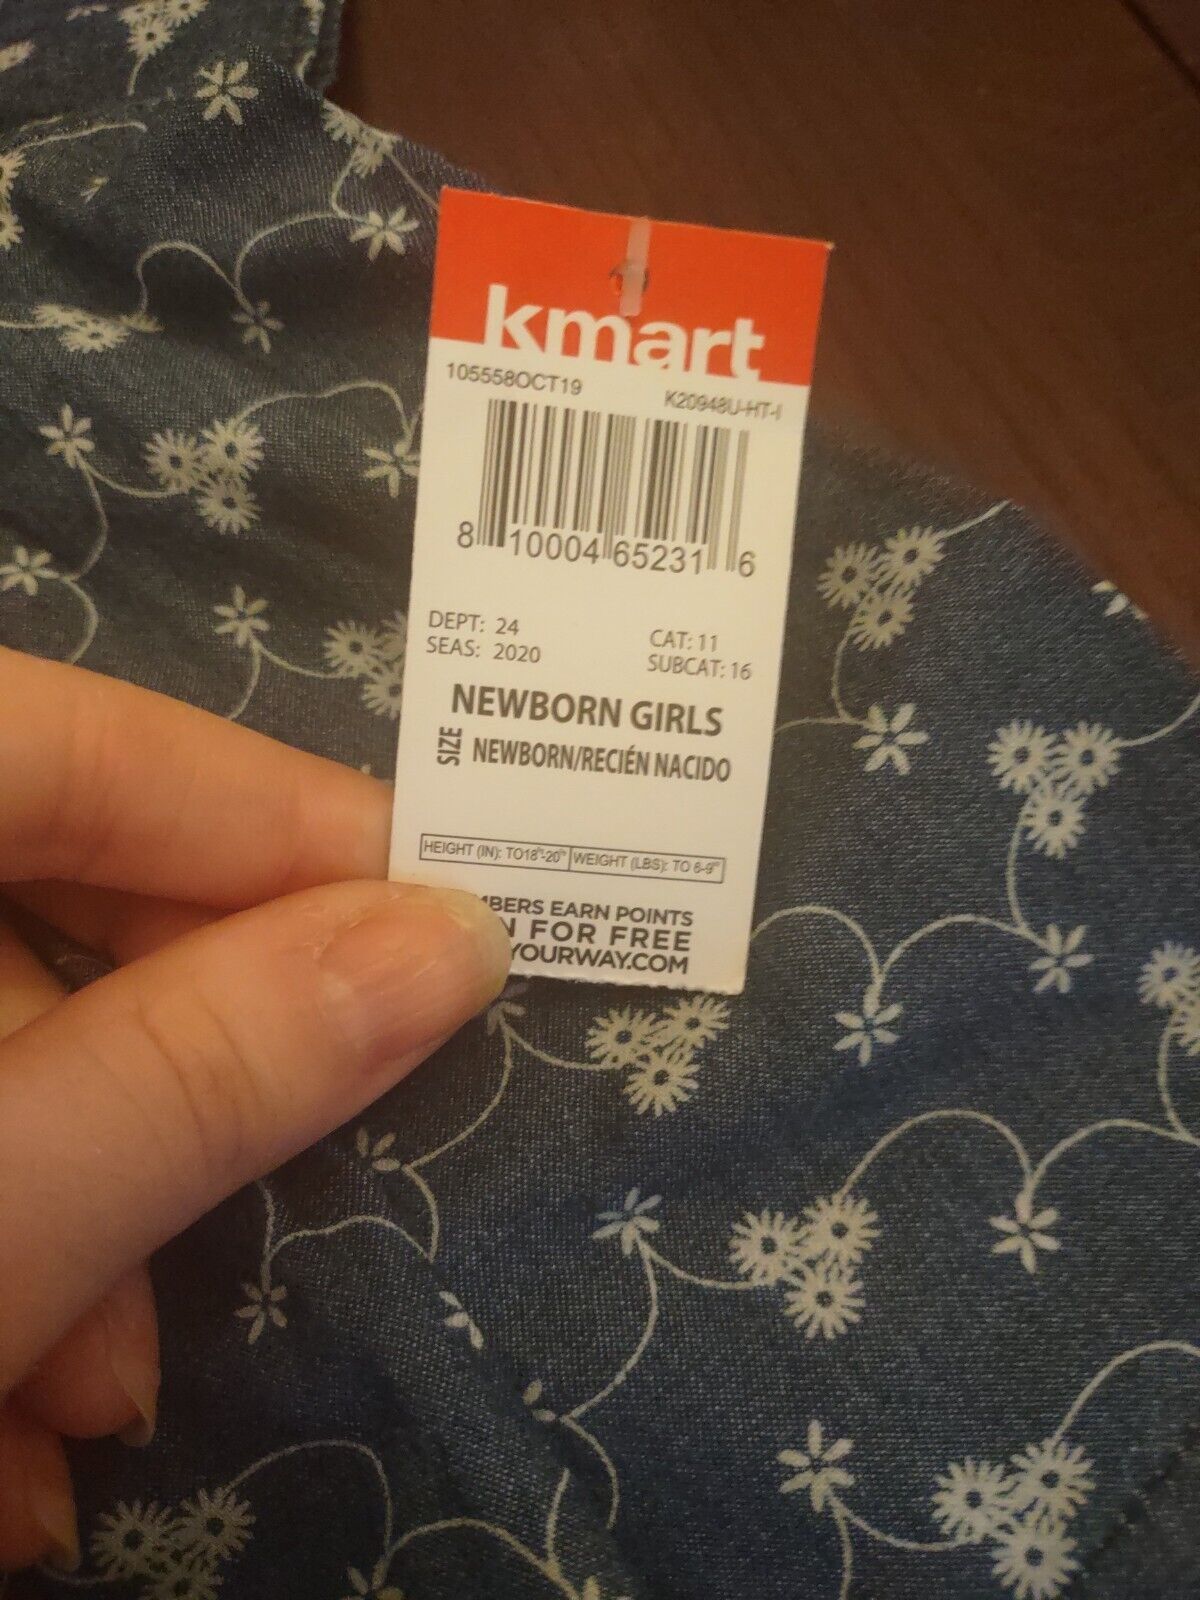 kmart
105558OCT19 K20948U-HT-I
8 10004 65231 6
DEPT: 24 CAT: 11
SEAS: 2020 SUBCAT: 16
NEWBORN GIRLS
SIZE NEWBORN/RECIÉN NACIDO
HEIGHT (IN): TO18"-20" WEIGHT (LBS): TO 6-9"
BERS EARN POINTS
N FOR FREE
YOURWAY.COM